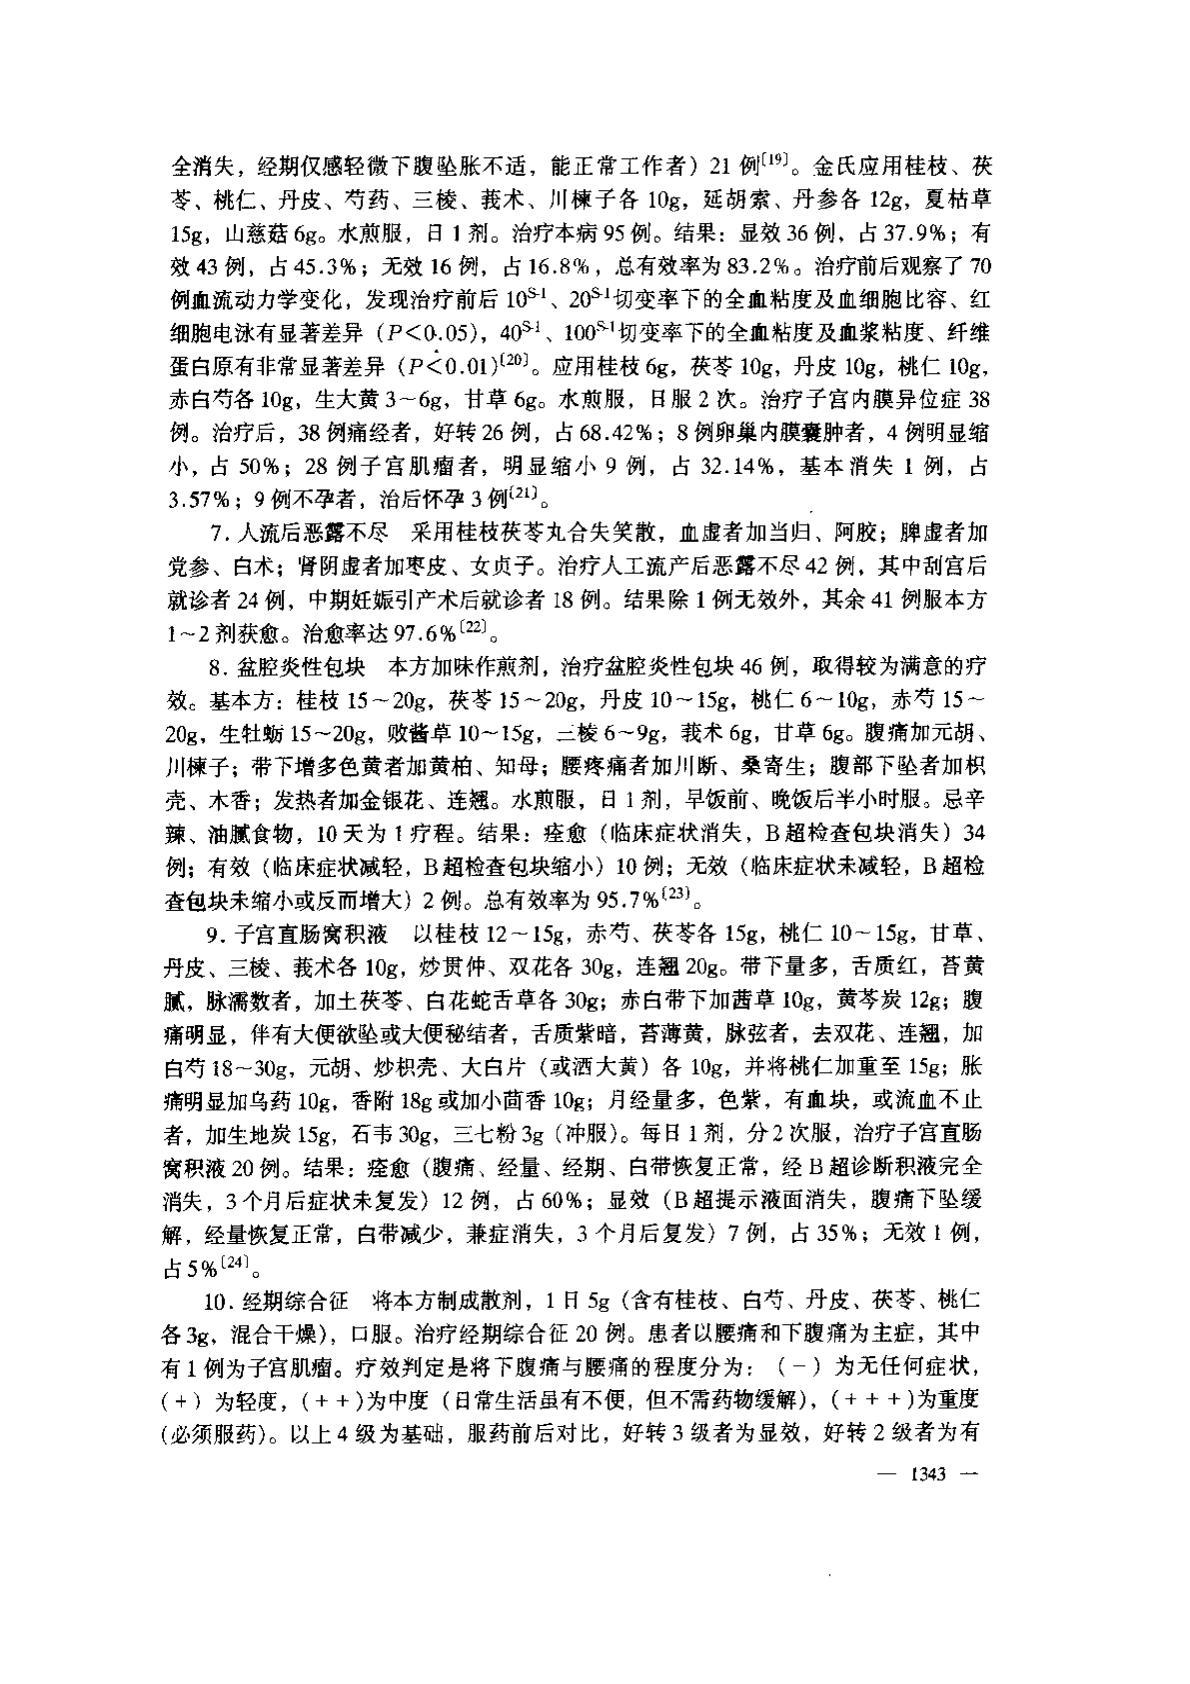 全消失，经期仅感轻微下腹坠胀不适，能正常工作者）21 例〔19〕。金氏应用桂枝、茯
苓、桃仁、丹皮、芍药、三棱、莪术、川楝子各 10g，延胡索、丹参各 12g，夏枯草
15g，山慈菇 6g。水煎服，日 1 剂。治疗本病 95 例。结果：显效 36 例，占 37.9%；有
效 43 例，占 45.3%；无效 16 例，占 16.8%，总有效率为 83.2%。治疗前后观察了 70
例血流动力学变化，发现治疗前后 10S-1、20S-1切变率下的全血粘度及血细胞比容、红
细胞电泳有显著差异（P＜0.05），40S-1、100S-1切变率下的全血粘度及血浆粘度、纤维
蛋白原有非常显著差异（P＜0.01）〔20〕。应用桂枝 6g，茯苓 10g，丹皮 10g，桃仁 10g，
赤白芍各 10g，生大黄 3～6g，甘草 6g。水煎服，日服 2 次。治疗子宫内膜异位症 38
例。治疗后，38 例痛经者，好转 26 例，占 68.42%；8 例卵巢内膜囊肿者，4 例明显缩
小，占 50%；28 例子宫肌瘤者，明显缩小 9 例，占 32.14%，基本消失 1 例，占
3.57%；9 例不孕者，治后怀孕 3 例〔21〕。
7. 人流后恶露不尽　采用桂枝茯苓丸合失笑散，血虚者加当归、阿胶；脾虚者加
党参、白术；肾阴虚者加枣皮、女贞子。治疗人工流产后恶露不尽 42 例，其中刮宫后
就诊者 24 例，中期妊娠引产术后就诊者 18 例。结果除 1 例无效外，其余 41 例服本方
1～2 剂获愈。治愈率达 97.6%〔22〕。
8. 盆腔炎性包块　本方加味作煎剂，治疗盆腔炎性包块 46 例，取得较为满意的疗
效。基本方：桂枝 15～20g，茯苓 15～20g，丹皮 10～15g，桃仁 6～10g，赤芍 15～
20g，生牡蛎 15～20g，败酱草 10～15g，三棱 6～9g，莪术 6g，甘草 6g。腹痛加元胡、
川楝子；带下增多色黄者加黄柏、知母；腰疼痛者加川断、桑寄生；腹部下坠者加枳
壳、木香；发热者加金银花、连翘。水煎服，日 1 剂，早饭前、晚饭后半小时服。忌辛
辣、油腻食物，10 天为 1 疗程。结果：痊愈（临床症状消失，B 超检查包块消失）34
例；有效（临床症状减轻，B 超检查包块缩小）10 例；无效（临床症状未减轻，B 超检
查包块未缩小或反而增大）2 例。总有效率为 95.7%〔23〕。
9. 子宫直肠窝积液　以桂枝 12～15g，赤芍、茯苓各 15g，桃仁 10～15g，甘草、
丹皮、三棱、莪术各 10g，炒贯仲、双花各 30g，连翘 20g。带下量多，舌质红，苔黄
腻，脉濡数者，加土茯苓、白花蛇舌草各 30g；赤白带下加茜草 10g，黄芩炭 12g；腹
痛明显，伴有大便欲坠或大便秘结者，舌质紫暗，苔薄黄，脉弦者，去双花、连翘，加
白芍 18～30g，元胡、炒枳壳、大白片（或酒大黄）各 10g，并将桃仁加重至 15g；胀
痛明显加乌药 10g，香附 18g 或加小茴香 10g；月经量多，色紫，有血块，或流血不止
者，加生地炭 15g，石韦 30g，三七粉 3g（冲服）。每日 1 剂，分 2 次服，治疗子宫直肠
窝积液 20 例。结果：痊愈（腹痛、经量、经期、白带恢复正常，经 B 超诊断积液完全
消失，3 个月后症状未复发）12 例，占 60%；显效（B 超提示液面消失，腹痛下坠缓
解，经量恢复正常，白带减少，兼症消失，3 个月后复发）7 例，占 35%；无效 1 例，
占 5%〔24〕。
10. 经期综合征　将本方制成散剂，1 日 5g（含有桂枝、白芍、丹皮、茯苓、桃仁
各 3g，混合干燥），口服。治疗经期综合征 20 例。患者以腰痛和下腹痛为主症，其中
有 1 例为子宫肌瘤。疗效判定是将下腹痛与腰痛的程度分为：（－）为无任何症状，
（＋）为轻度，（＋＋）为中度（日常生活虽有不便，但不需药物缓解），（＋＋＋）为重度
（必须服药）。以上 4 级为基础，服药前后对比，好转 3 级者为显效，好转 2 级者为有
— 1343 —